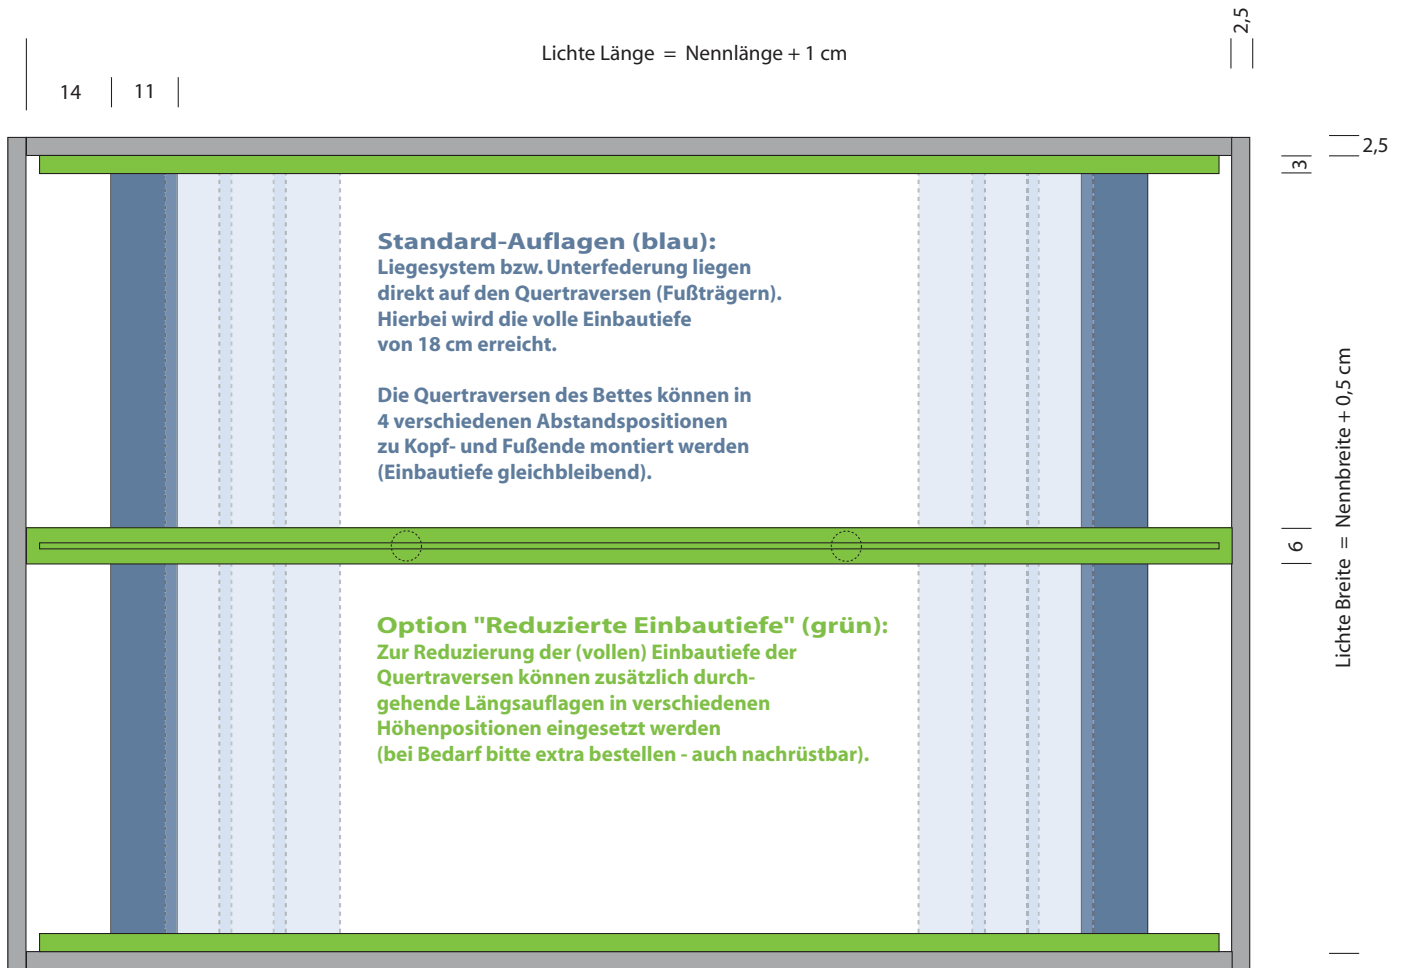 2,5
Lichte Länge = Nennlänge + 1 cm
14 11
2,5
3
Standard-Auflagen (blau):
Liegesystem bzw. Unterfederung liegen
direkt auf den Quertraversen (Fußträgern).
Hierbei wird die volle Einbautiefe
von 18 cm erreicht.
Die Quertraversen des Bettes können in
4 verschiedenen Abstandspositionen
zu Kopf- und Fußende montiert werden
(Einbautiefe gleichbleibend).
Lichte Breite = Nennbreite + 0,5 cm
6
Option "Reduzierte Einbautiefe" (grün):
Zur Reduzierung der (vollen) Einbautiefe der
Quertraversen können zusätzlich durch-
gehende Längsauflagen in verschiedenen
Höhenpositionen eingesetzt werden
(bei Bedarf bitte extra bestellen - auch nachrüstbar).